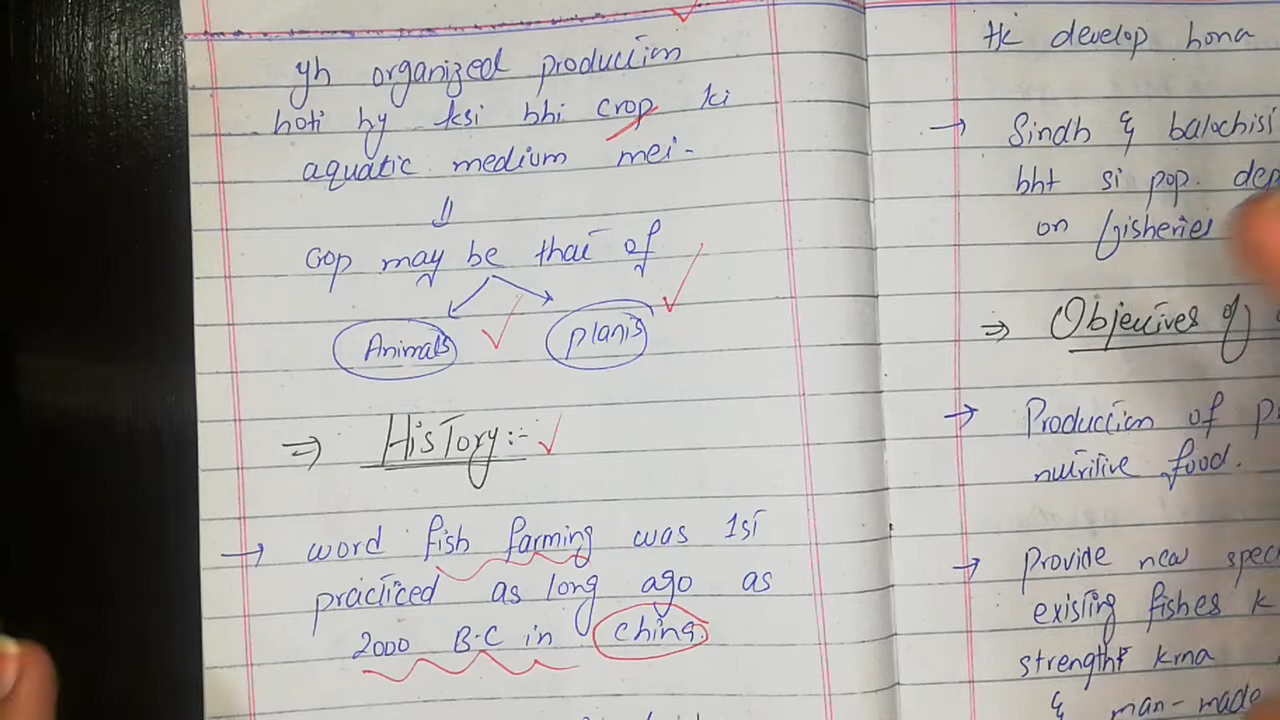 yh organized production
hoti hy ksi bhi crop ki
aquatic medium mei-
⇓
Crop may be that of
Animals plants
⇒ History:-
→ word fish farming was 1st
practiced as long ago as
2000 B.C in China.
tk develop hona
→ Sindh & balochis
bht si pop. dep
on fisheries
⇒ Objectives of
→ Production of
nutritive food.
→ Provide new spec
existing fishes k
strength krna
& man-made